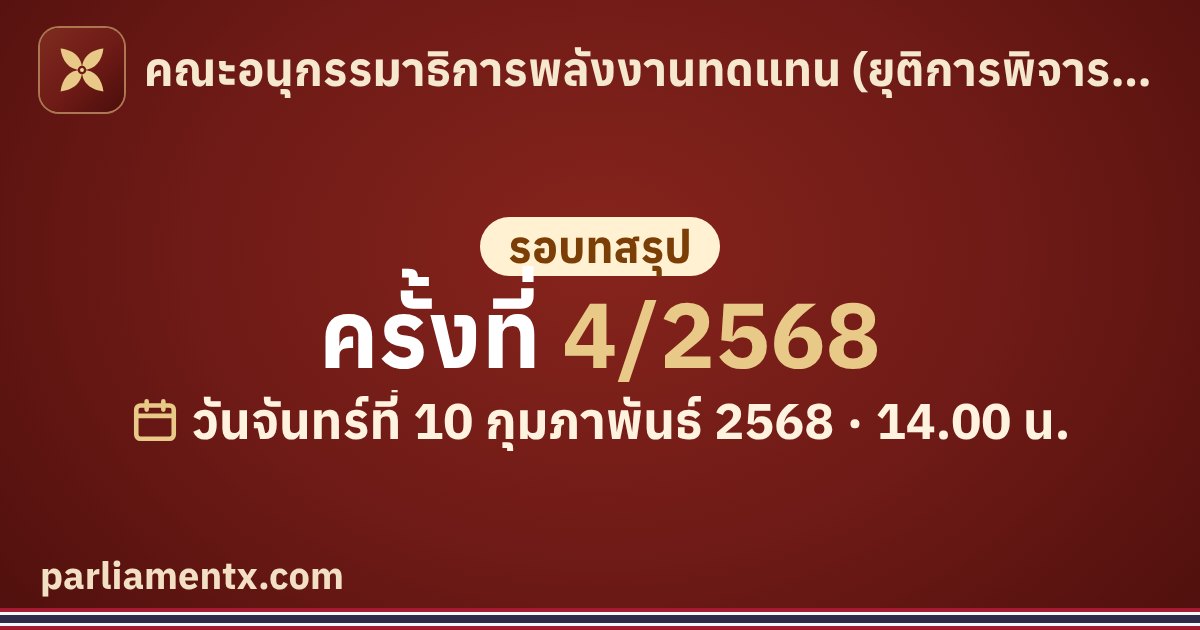 คณะอนุกรรมาธิการพลังงานทดแทน (ยุติการพิจาร...
รอบทสรุป
ครั้งที่ 4/2568
วันจันทร์ที่ 10 กุมภาพันธ์ 2568 · 14.00 น.
parliamentx.com